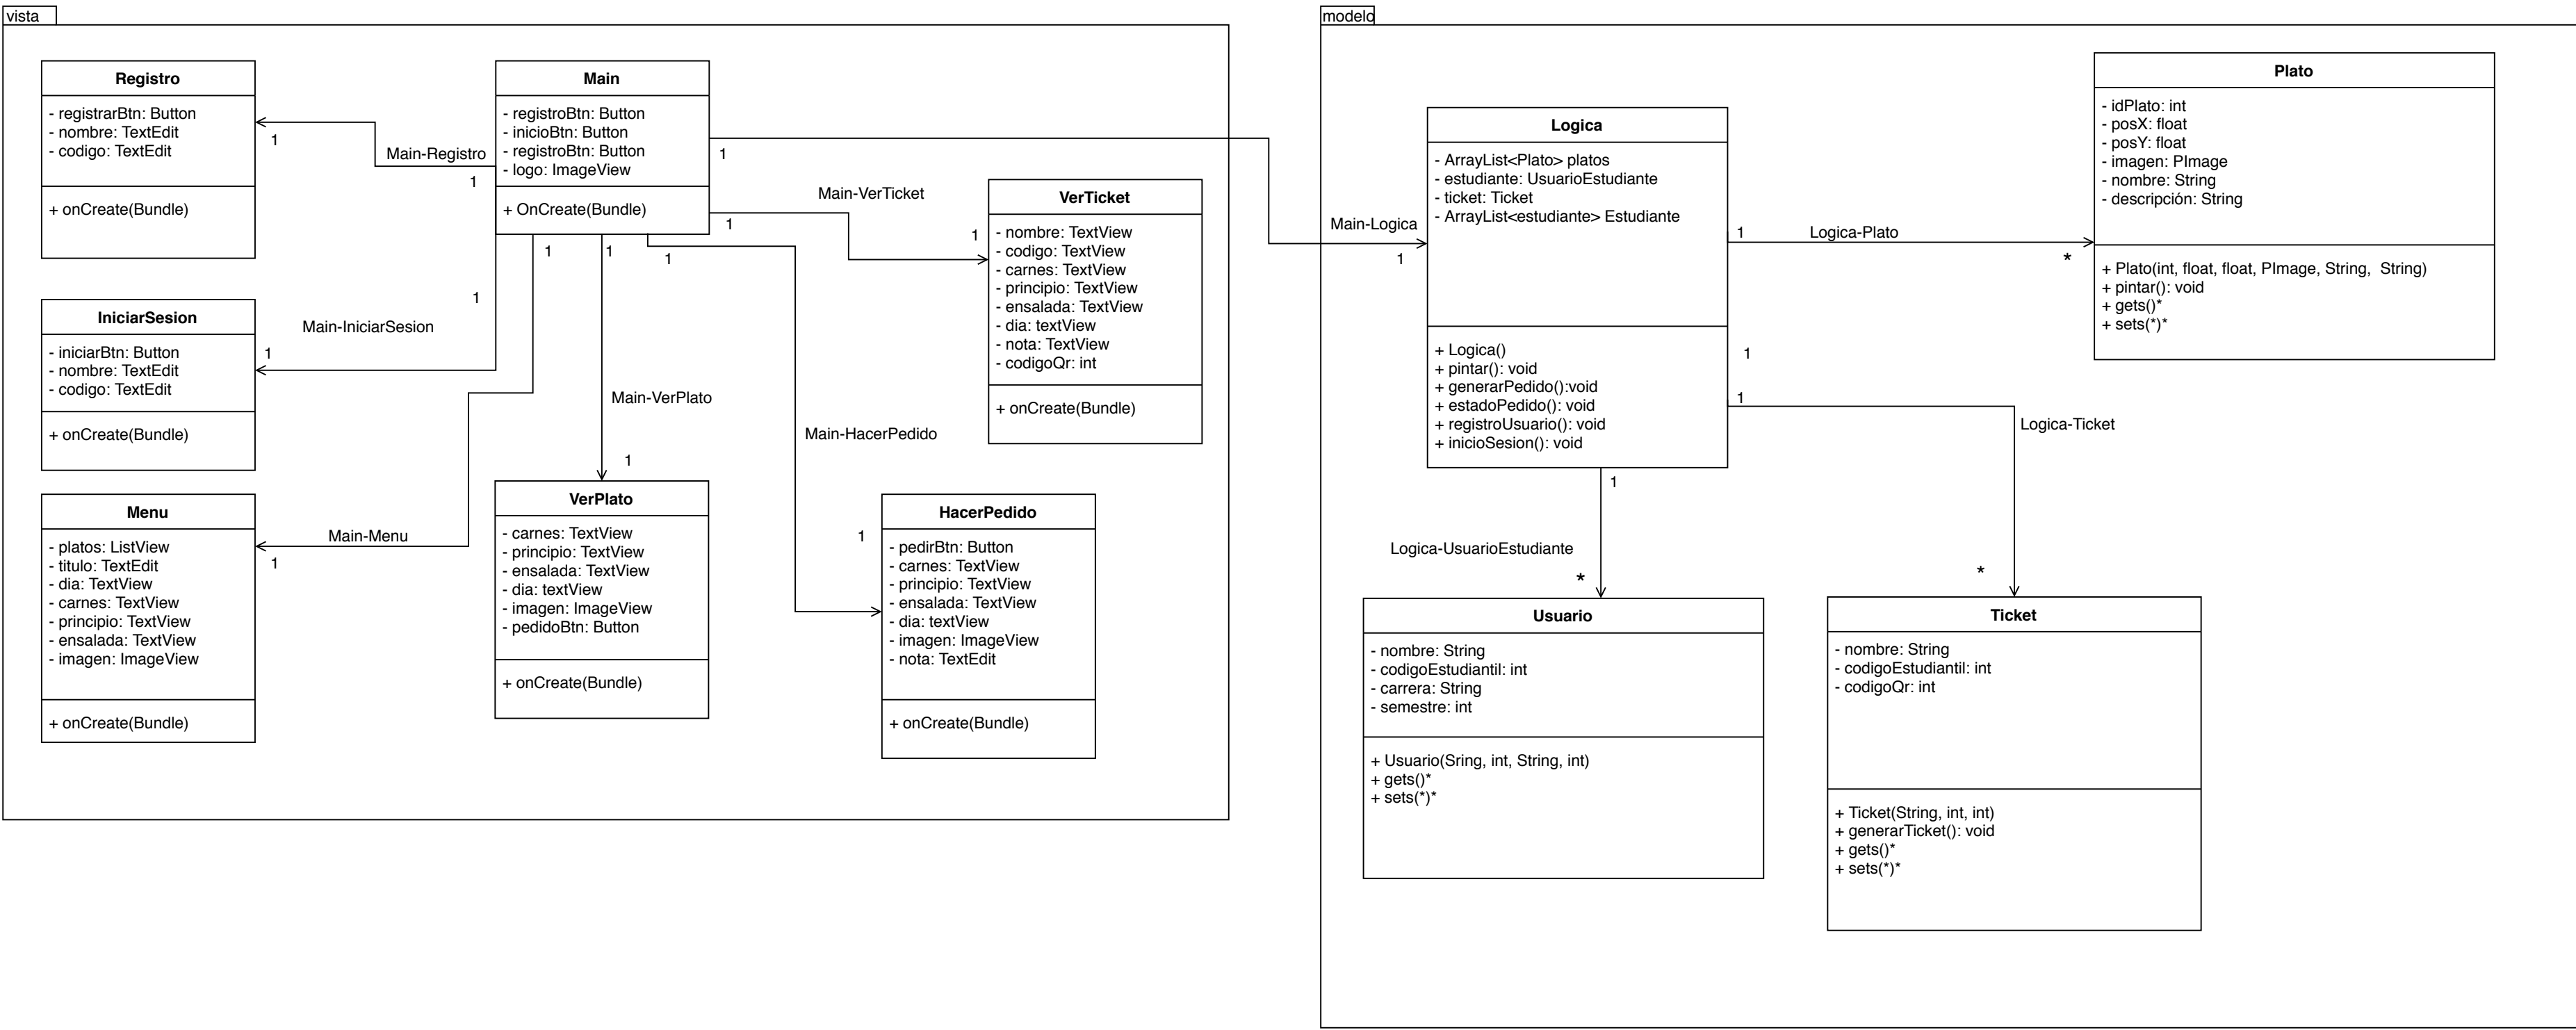 vista
Registro
- registrarBtn: Button
- nombre: TextEdit
- codigo: TextEdit
+ onCreate(Bundle)
1
Main-Registro
1
Main
- registroBtn: Button
- inicioBtn: Button
- registroBtn: Button
- logo: ImageView
+ OnCreate(Bundle)
1
Main-VerTicket
1
1
VerTicket
- nombre: TextView
- codigo: TextView
- carnes: TextView
- principio: TextView
- ensalada: TextView
- dia: textView
- nota: TextView
- codigoQr: int
+ onCreate(Bundle)
1
1
1
1
IniciarSesion
- iniciarBtn: Button
- nombre: TextEdit
- codigo: TextEdit
+ onCreate(Bundle)
Main-IniciarSesion
1
Main-VerPlato
1
Main-HacerPedido
1
Menu
- platos: ListView
- titulo: TextEdit
- dia: TextView
- carnes: TextView
- principio: TextView
- ensalada: TextView
- imagen: ImageView
+ onCreate(Bundle)
Main-Menu
1
VerPlato
- carnes: TextView
- principio: TextView
- ensalada: TextView
- dia: textView
- imagen: ImageView
- pedidoBtn: Button
+ onCreate(Bundle)
HacerPedido
- pedirBtn: Button
- carnes: TextView
- principio: TextView
- ensalada: TextView
- dia: textView
- imagen: ImageView
- nota: TextEdit
+ onCreate(Bundle)
modelo
Main-Logica
1
Logica
- ArrayList<Plato> platos
- estudiante: UsuarioEstudiante
- ticket: Ticket
- ArrayList<estudiante> Estudiante
+ Logica()
+ pintar(): void
+ generarPedido():void
+ estadoPedido(): void
+ registroUsuario(): void
+ inicioSesion(): void
1
Logica-Plato
*
Plato
- idPlato: int
- posX: float
- posY: float
- imagen: PImage
- nombre: String
- descripción: String
+ Plato(int, float, float, PImage, String,  String)
+ pintar(): void
+ gets()*
+ sets(*)*
1
1
Logica-Ticket
*
1
Logica-UsuarioEstudiante
*
Usuario
- nombre: String
- codigoEstudiantil: int
- carrera: String
- semestre: int
+ Usuario(Sring, int, String, int)
+ gets()*
+ sets(*)*
Ticket
- nombre: String
- codigoEstudiantil: int
- codigoQr: int
+ Ticket(String, int, int)
+ generarTicket(): void
+ gets()*
+ sets(*)*